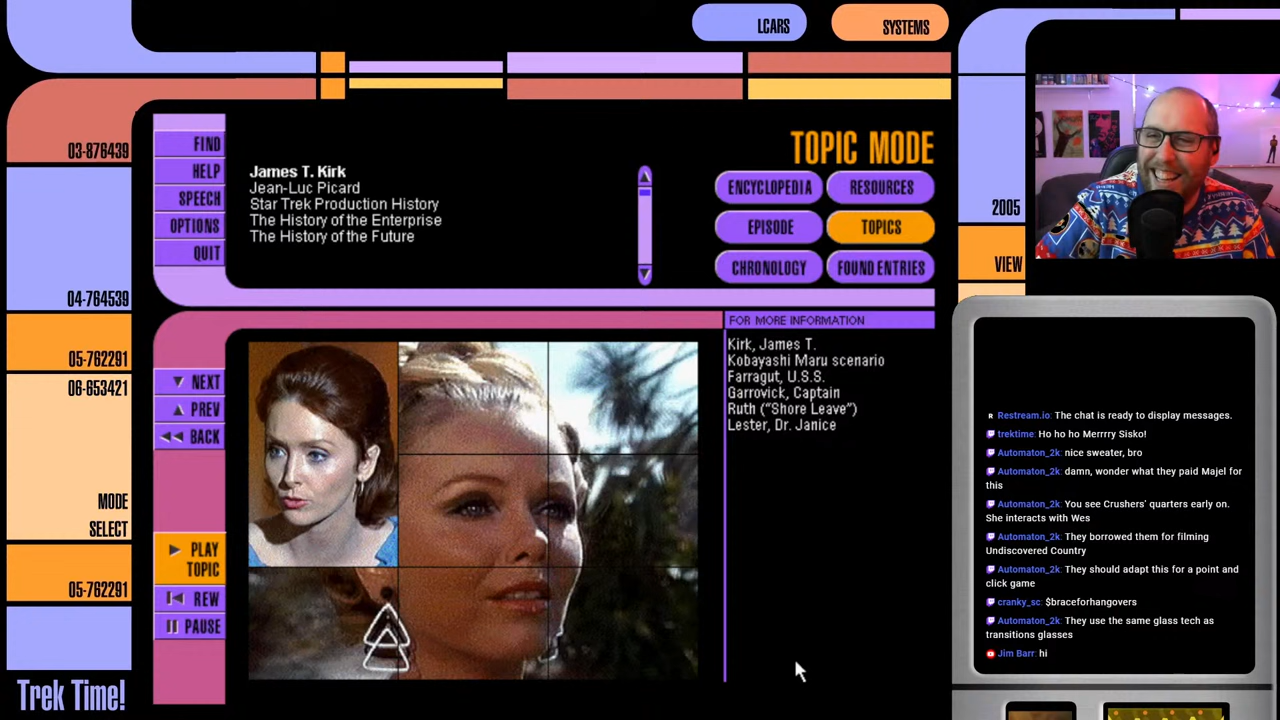 LCARS
SYSTEMS
03-876439
04-764539
05-762291
06-653421
MODE
SELECT
05-762291
Trek Time!
FIND
HELP
SPEECH
OPTIONS
QUIT
James T. Kirk
Jean-Luc Picard
Star Trek Production History
The History of the Enterprise
The History of the Future
TOPIC MODE
ENCYCLOPEDIA
RESOURCES
EPISODE
TOPICS
CHRONOLOGY
FOUND ENTRIES
NEXT
PREV
BACK
PLAY
TOPIC
REW
PAUSE
FOR MORE INFORMATION
Kirk, James T.
Kobayashi Maru scenario
Farragut, U.S.S.
Garrovick, Captain
Ruth (“Shore Leave”)
Lester, Dr. Janice
2005
VIEW
R Restream.io: The chat is ready to display messages.
trektime: Ho ho ho Merrrry Sisko!
Automaton_2k: nice sweater, bro
Automaton_2k: damn, wonder what they paid Majel for
this
Automaton_2k: You see Crushers' quarters early on.
She interacts with Wes
Automaton_2k: They borrowed them for filming
Undiscovered Country
Automaton_2k: They should adapt this for a point and
click game
cranky_sc: $braceforhangovers
Automaton_2k: They use the same glass tech as
transitions glasses
Jim Barr: hi